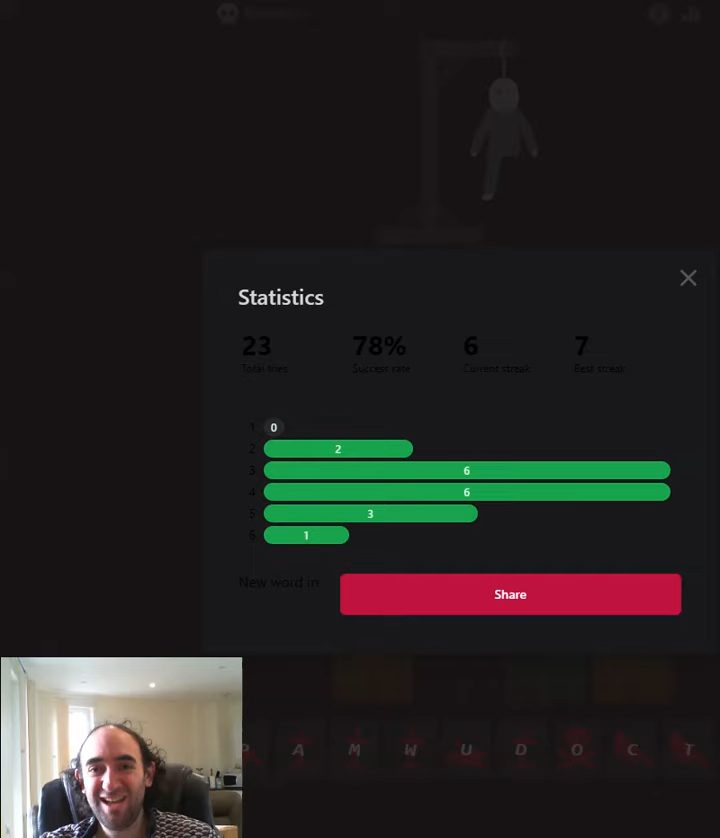 Statistics
23 78% 6 7
Total tries Success rate Current streak Best streak
1 0
2 2
3 6
4 6
5 3
6 1
New word in
Share
A M W U D O C T